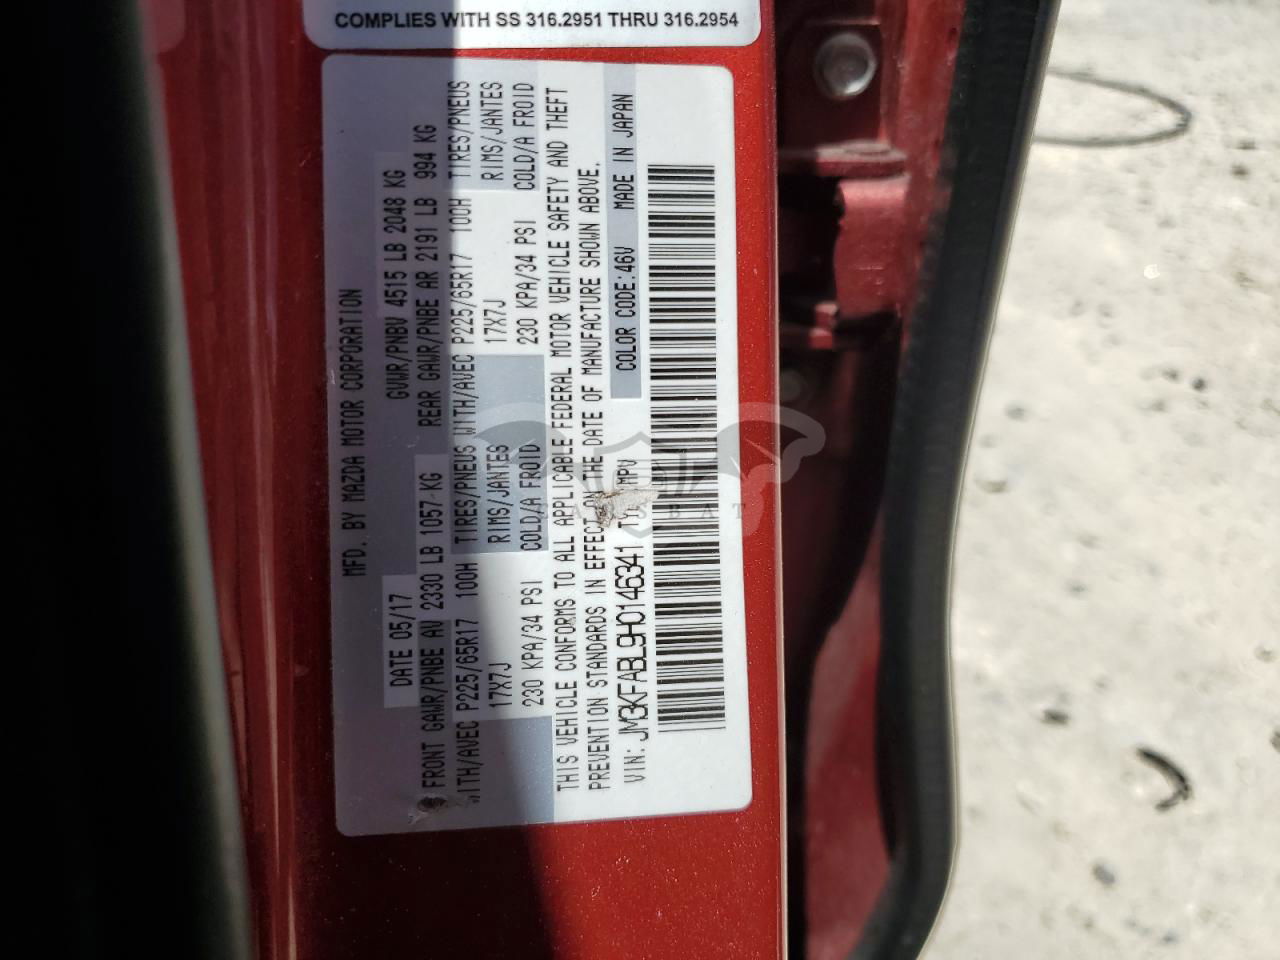 COMPLIES WITH SS 316.2951 THRU 316.2954
MFD. BY MAZDA MOTOR CORPORATION
DATE 05/17 GVWR/PNBV 4515 LB 2048 KG
FRONT GAWR/PNBE AV 2330 LB 1057 KG REAR GAWR/PNBE AR 2191 LB 994 KG
WITH/AVEC P225/65R17 100H TIRES/PNEUS WITH/AVEC P225/65R17 100H TIRES/PNEUS
17X7J RIMS/JANTES 17X7J RIMS/JANTES
230 KPA/34 PSI COLD/A FROID 230 KPA/34 PSI COLD/A FROID
THIS VEHICLE CONFORMS TO ALL APPLICABLE FEDERAL MOTOR VEHICLE SAFETY AND THEFT
PREVENTION STANDARDS IN EFFECT ON THE DATE OF MANUFACTURE SHOWN ABOVE.
VIN: JM3KFABL9H0146341 MPV COLOR CODE:46V MADE IN JAPAN